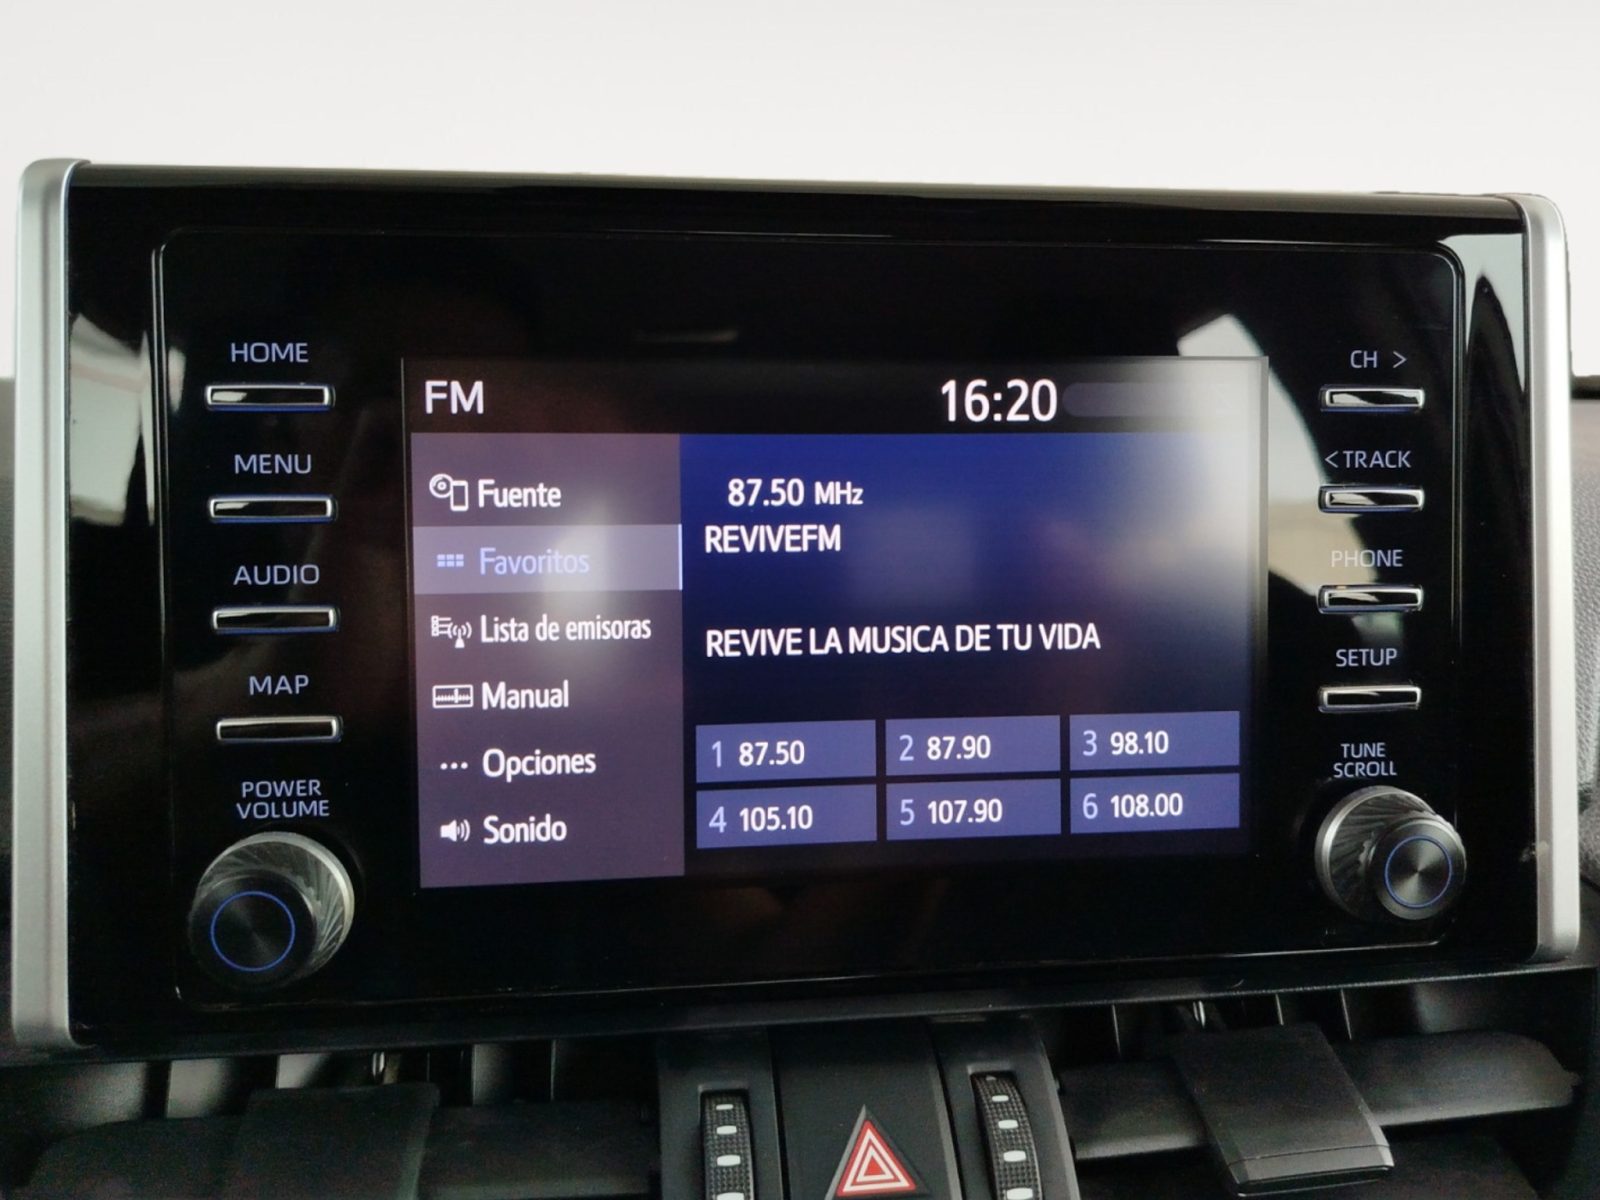 HOME
MENU
AUDIO
MAP
POWER
VOLUME
FM
16:20
Fuente
Favoritos
Lista de emisoras
Manual
Opciones
Sonido
87.50 MHz
REVIVEFM
REVIVE LA MUSICA DE TU VIDA
1 87.50
2 87.90
3 98.10
4 105.10
5 107.90
6 108.00
CH >
< TRACK
PHONE
SETUP
TUNE
SCROLL